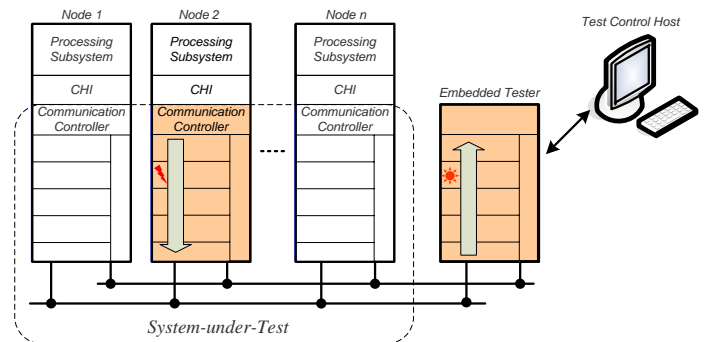 Node 1
Node 2
Node n
Test Control Host
Processing
Subsystem
Processing
Subsystem
Processing
Subsystem
CHI
CHI
CHI
Embedded Tester
Communication
Controller
Communication
Controller
Communication
Controller
System-under-Test